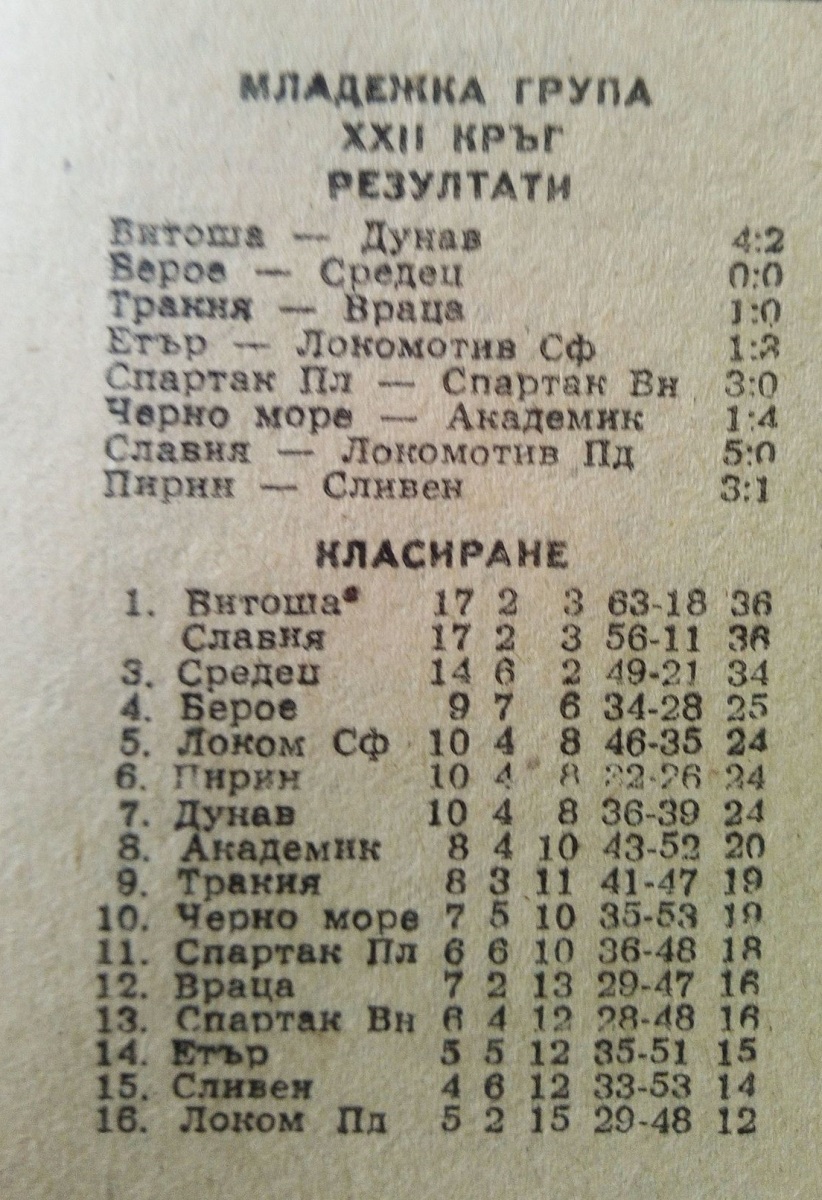 МЛАДЕЖКА ГРУПА
XXII КРЪГ
РЕЗУЛТАТИ
Витоша — Дунав 4:2
Берое — Средец 0:0
Тракия — Враца 1:0
Етър — Локомотив Сф 1:3
Спартак Пл — Спартак Вн 3:0
Черно море — Академик 1:4
Славия — Локомотив Пд 5:0
Пирин — Сливен 3:1
КЛАСИРАНЕ
1. Витоша* 17 2 3 63-18 36
Славия 17 2 3 56-11 36
3. Средец 14 6 2 49-21 34
4. Берое 9 7 6 34-28 25
5. Локом Сф 10 4 8 46-35 24
6. Пирин 10 4 8 32-26 24
7. Дунав 10 4 8 36-39 24
8. Академик 8 4 10 43-52 20
9. Тракия 8 3 11 41-47 19
10. Черно море 7 5 10 35-53 19
11. Спартак Пл 6 6 10 36-48 18
12. Враца 7 2 13 29-47 16
13. Спартак Вн 6 4 12 28-48 16
14. Етър 5 5 12 35-51 15
15. Сливен 4 6 12 33-53 14
16. Локом Пд 5 2 15 29-48 12